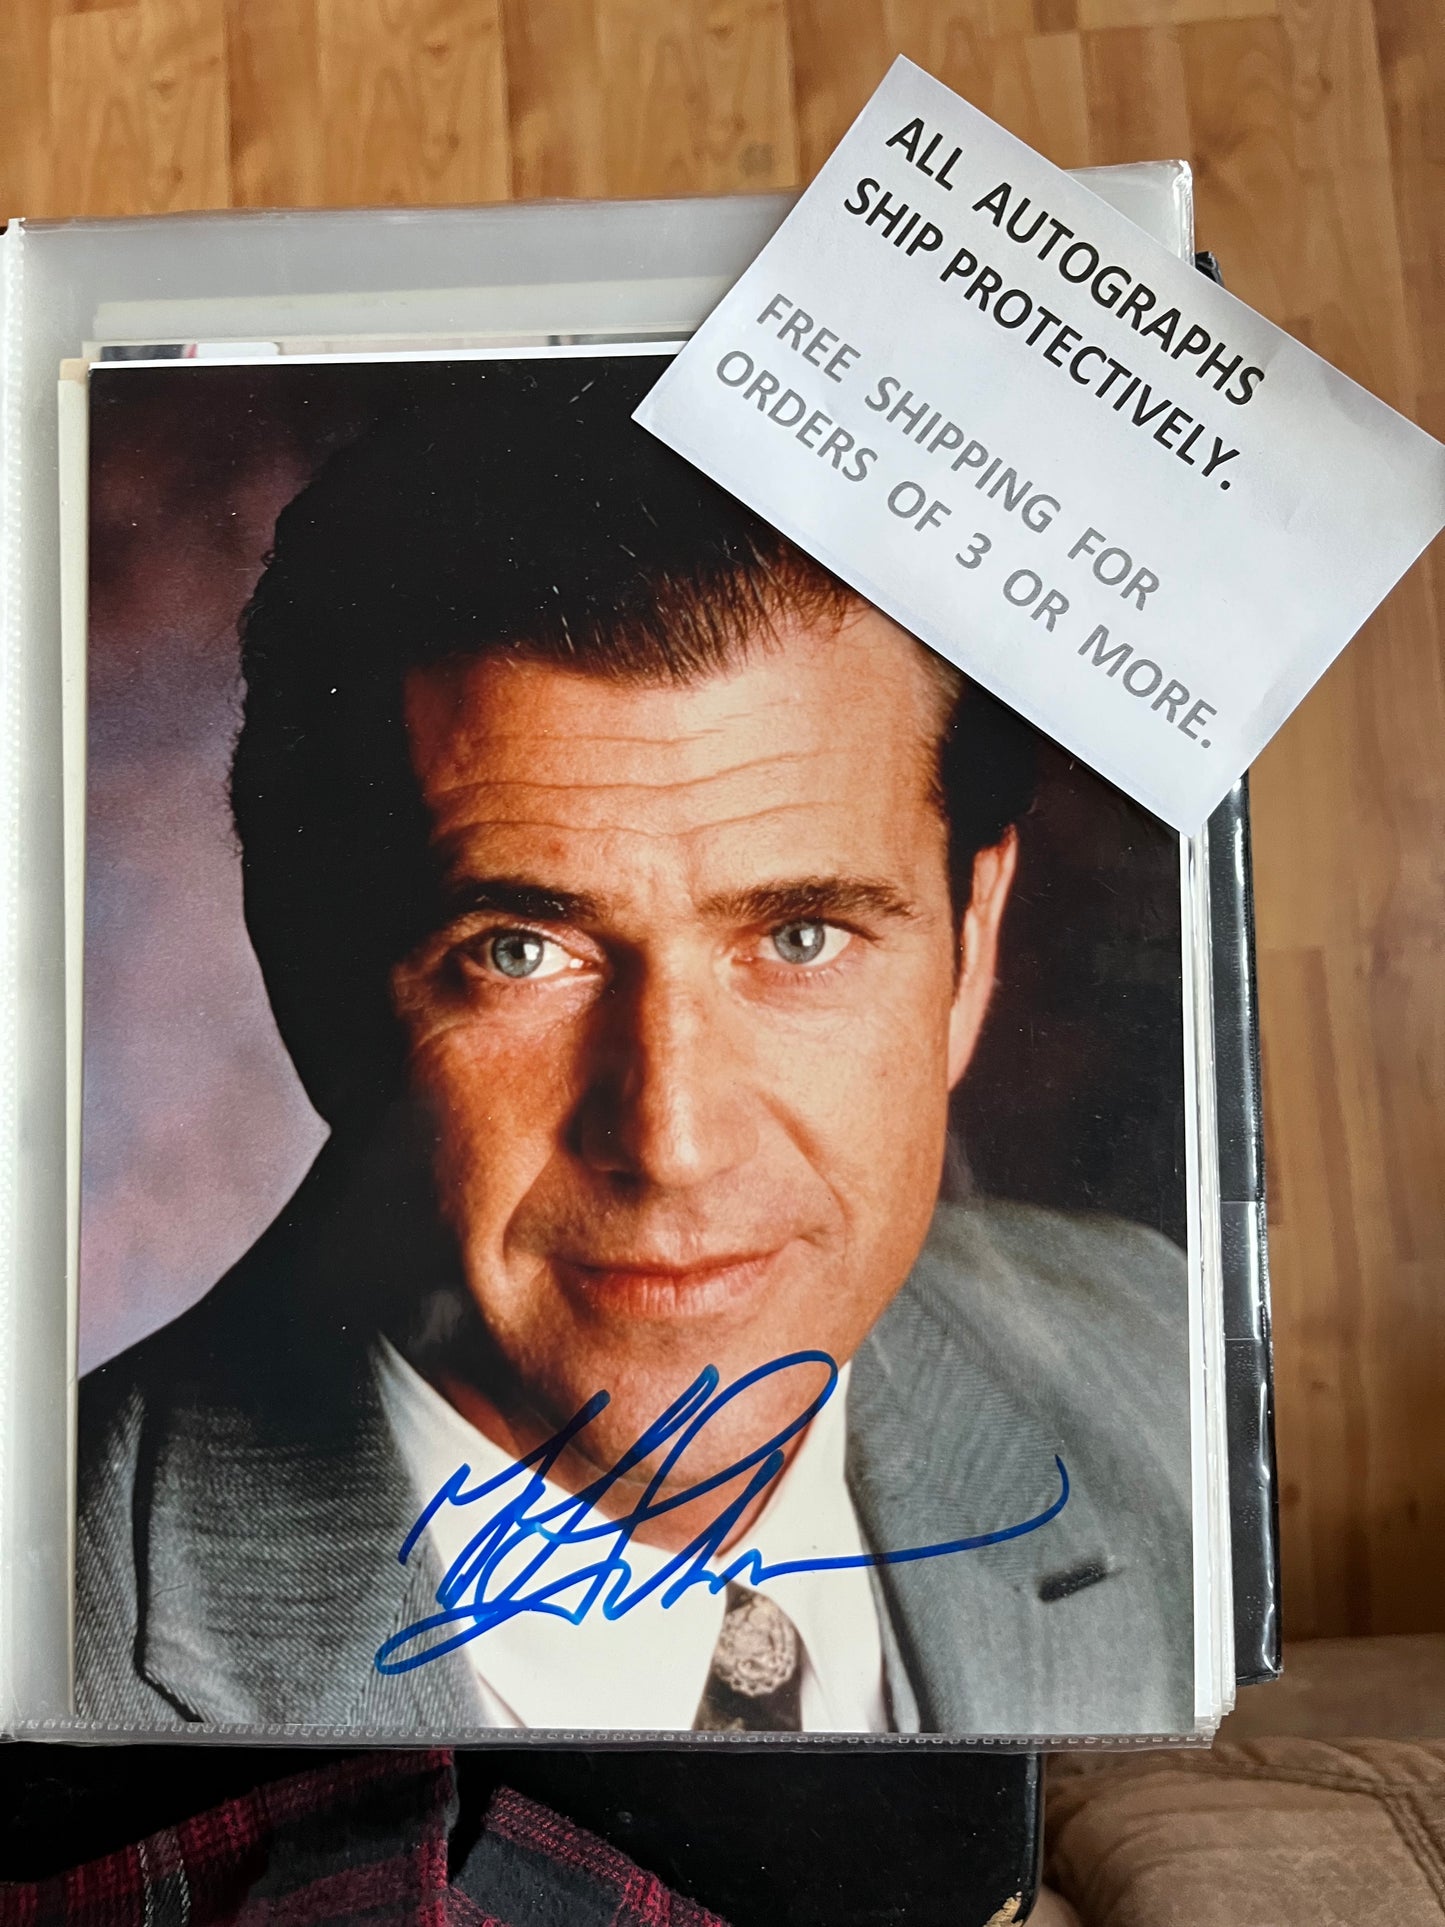 ALL AUTOGRAPHS
SHIP PROTECTIVELY.
FREE SHIPPING FOR
ORDERS OF 3 OR MORE.